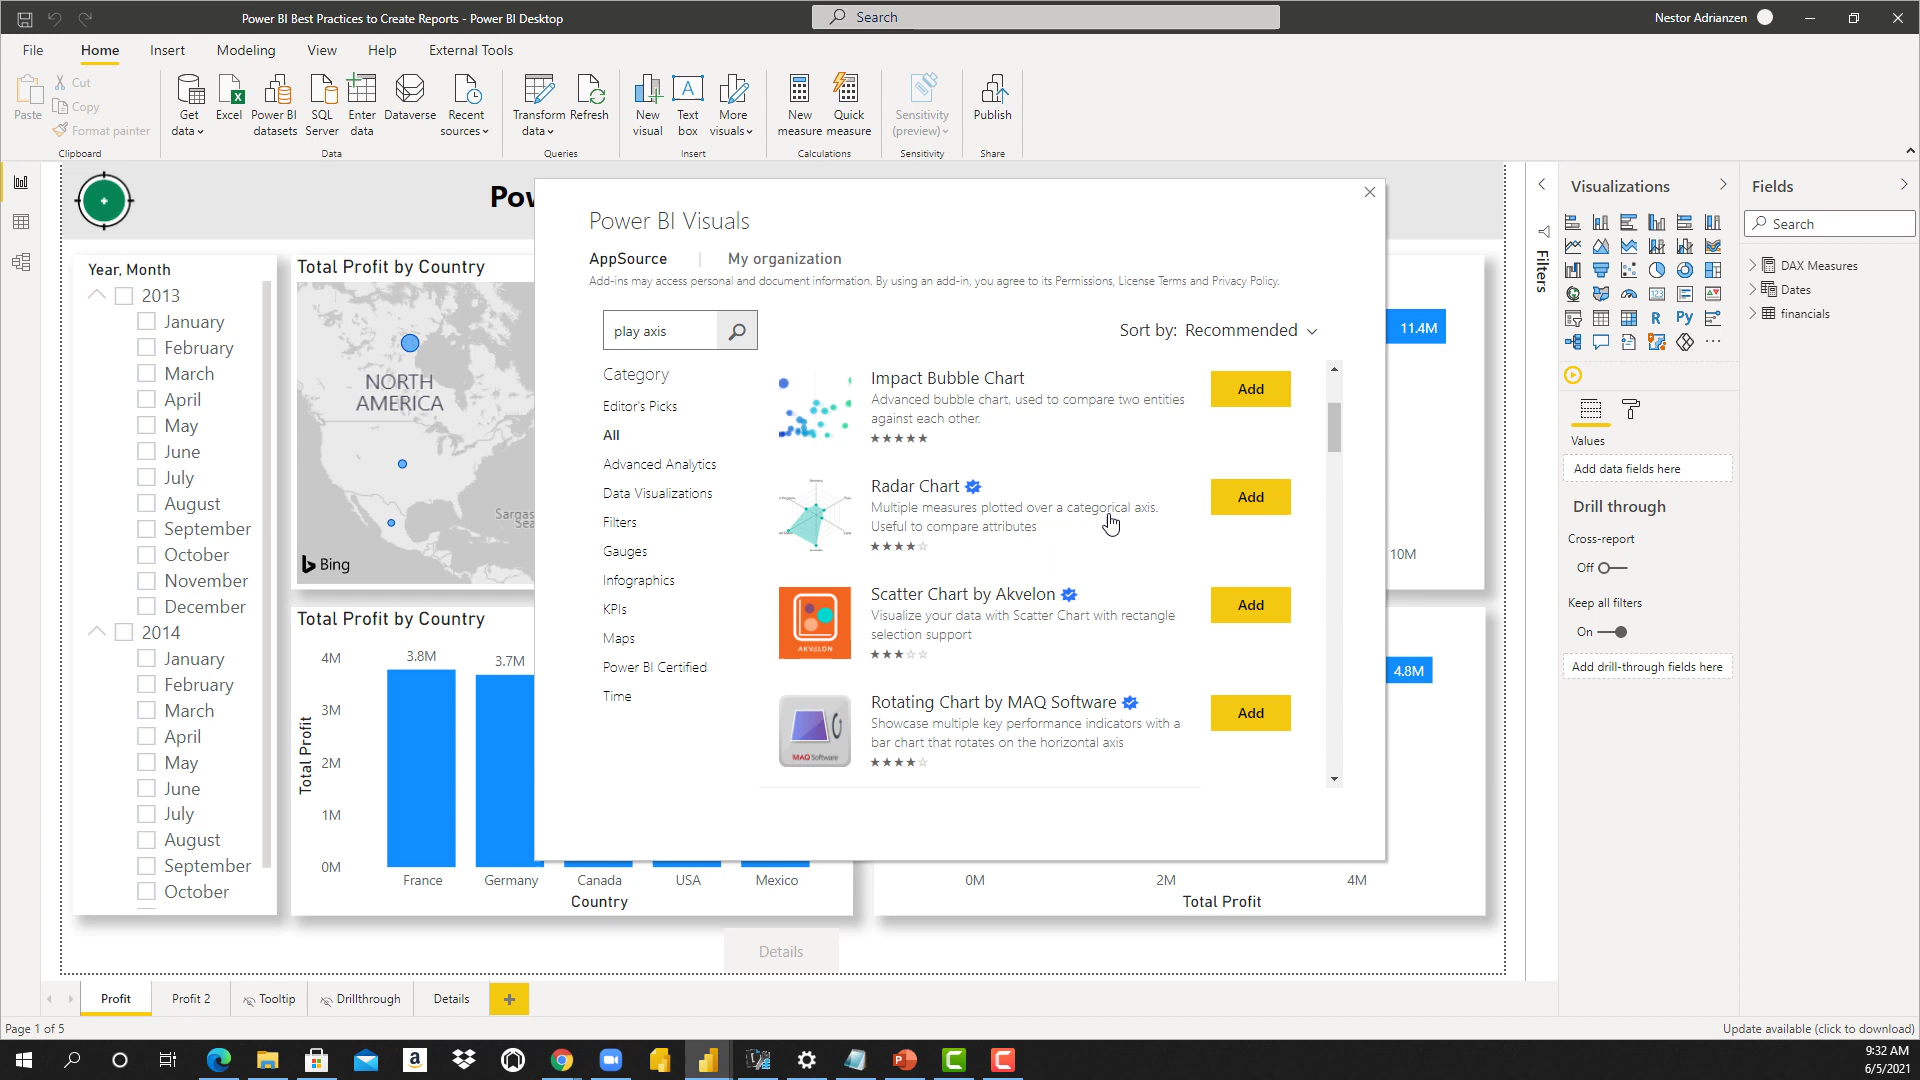 Power BI Best Practices to Create Reports - Power BI Desktop
Search
Nestor Adrianzen
File
Home
Insert
Modeling
View
Help
External Tools
Paste
Cut
Copy
Format painter
Get data
Excel
Power BI datasets
SQL Server
Enter data
Dataverse
Recent sources
Transform data
Refresh
New visual
Text box
More visuals
New measure
Quick measure
Sensitivity (preview)
Publish
Clipboard
Data
Queries
Insert
Calculations
Sensitivity
Share
Pow
Year, Month
2013
January
February
March
April
May
June
July
August
September
October
November
December
2014
January
February
March
April
May
June
July
August
September
October
Total Profit by Country
NORTH AMERICA
Sargas
Sea
Bing
Total Profit by Country
Total Profit
4M
3M
2M
1M
0M
3.8M
3.7M
France
Germany
Canada
USA
Mexico
Country
Power BI Visuals
AppSource
My organization
Add-ins may access personal and document information. By using an add-in, you agree to its Permissions, License Terms and Privacy Policy.
play axis
Sort by: Recommended
Category
Editor's Picks
All
Advanced Analytics
Data Visualizations
Filters
Gauges
Infographics
KPIs
Maps
Power BI Certified
Time
Impact Bubble Chart
Advanced bubble chart, used to compare two entities
against each other.
Add
Radar Chart
Multiple measures plotted over a categorical axis.
Useful to compare attributes
Add
AKVELON
Scatter Chart by Akvelon
Visualize your data with Scatter Chart with rectangle
selection support
Add
MAQ Software
Rotating Chart by MAQ Software
Showcase multiple key performance indicators with a
bar chart that rotates on the horizontal axis
Add
11.4M
10M
4.8M
0M
2M
4M
Total Profit
Details
Filters
Visualizations
R
Py
Values
Add data fields here
Drill through
Cross-report
Off
Keep all filters
On
Add drill-through fields here
Fields
Search
DAX Measures
Dates
financials
Profit
Profit 2
Tooltip
Drillthrough
Details
Page 1 of 5
Update available (click to download)
9:32 AM
6/5/2021